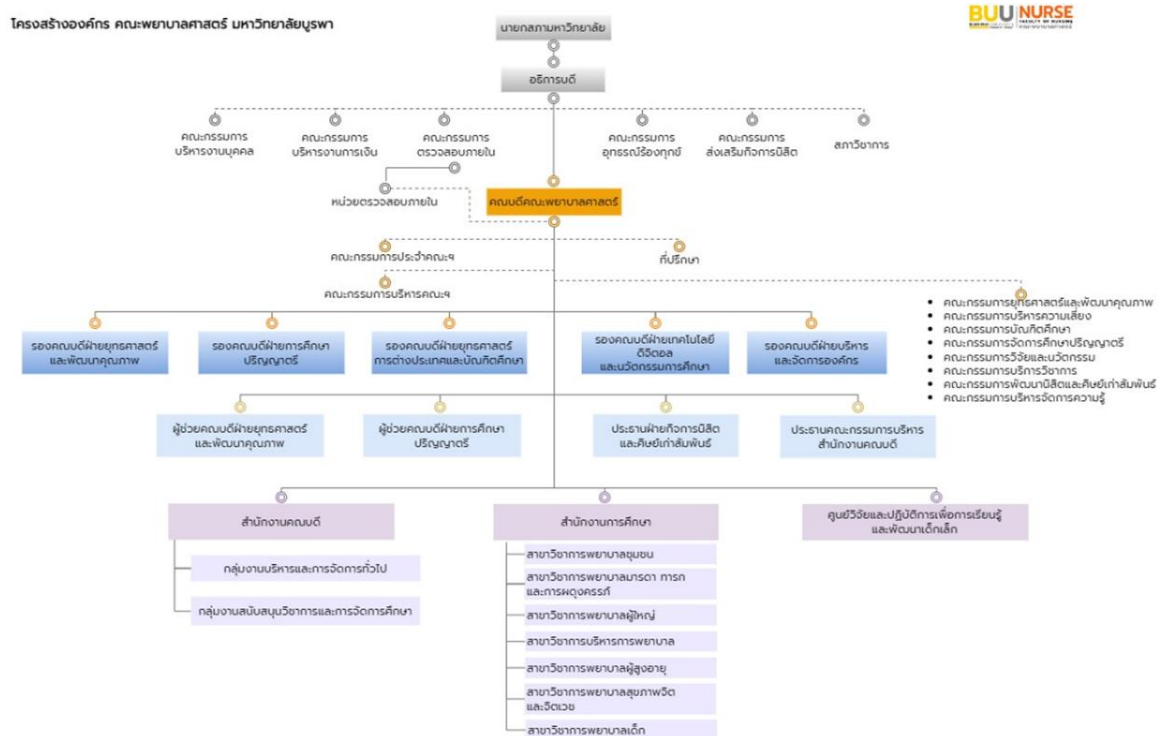 โครงสร้างองค์กร คณะพยาบาลศาสตร์ มหาวิทยาลัยบูรพา
BUU NURSE
FACULTY OF NURSING
นายกสภามหาวิทยาลัย
อธิการบดี
คณะกรรมการ
บริหารงานบุคคล
คณะกรรมการ
บริหารงานการเงิน
คณะกรรมการ
ตรวจสอบภายใน
คณะกรรมการ
อุทธรณ์ร้องทุกข์
คณะกรรมการ
ส่งเสริมกิจการนิสิต
สภาวิชาการ
หน่วยตรวจสอบภายใน
คณบดีคณะพยาบาลศาสตร์
คณะกรรมการประจำคณะฯ
ที่ปรึกษา
คณะกรรมการบริหารคณะฯ
คณะกรรมการยุทธศาสตร์และพัฒนาคุณภาพ
คณะกรรมการบริหารความเสี่ยง
คณะกรรมการบัณฑิตศึกษา
คณะกรรมการจัดการศึกษาปริญญาตรี
คณะกรรมการวิจัยและนวัตกรรม
คณะกรรมการบริการวิชาการ
คณะกรรมการพัฒนานิสิตและศิษย์เก่าสัมพันธ์
คณะกรรมการบริหารจัดการความรู้
รองคณบดีฝ่ายยุทธศาสตร์
และพัฒนาคุณภาพ
รองคณบดีฝ่ายการศึกษา
ปริญญาตรี
รองคณบดีฝ่ายยุทธศาสตร์
การต่างประเทศและบัณฑิตศึกษา
รองคณบดีฝ่ายเทคโนโลยี
ดิจิตอล
และนวัตกรรมการศึกษา
รองคณบดีฝ่ายบริหาร
และจัดการองค์กร
ผู้ช่วยคณบดีฝ่ายยุทธศาสตร์
และพัฒนาคุณภาพ
ผู้ช่วยคณบดีฝ่ายการศึกษา
ปริญญาตรี
ประธานฝ่ายกิจการนิสิต
และศิษย์เก่าสัมพันธ์
ประธานคณะกรรมการบริหาร
สำนักงานคณบดี
สำนักงานคณบดี
กลุ่มงานบริหารและการจัดการทั่วไป
กลุ่มงานสนับสนุนวิชาการและการจัดการศึกษา
สำนักงานการศึกษา
สาขาวิชาการพยาบาลชุมชน
สาขาวิชาการพยาบาลมารดา ทารก
และการผดุงครรภ์
สาขาวิชาการพยาบาลผู้ใหญ่
สาขาวิชาการบริหารการพยาบาล
สาขาวิชาการพยาบาลผู้สูงอายุ
สาขาวิชาการพยาบาลสุขภาพจิต
และจิตเวช
สาขาวิชาการพยาบาลเด็ก
ศูนย์วิจัยและปฏิบัติการเพื่อการเรียนรู้
และพัฒนาเด็กเล็ก